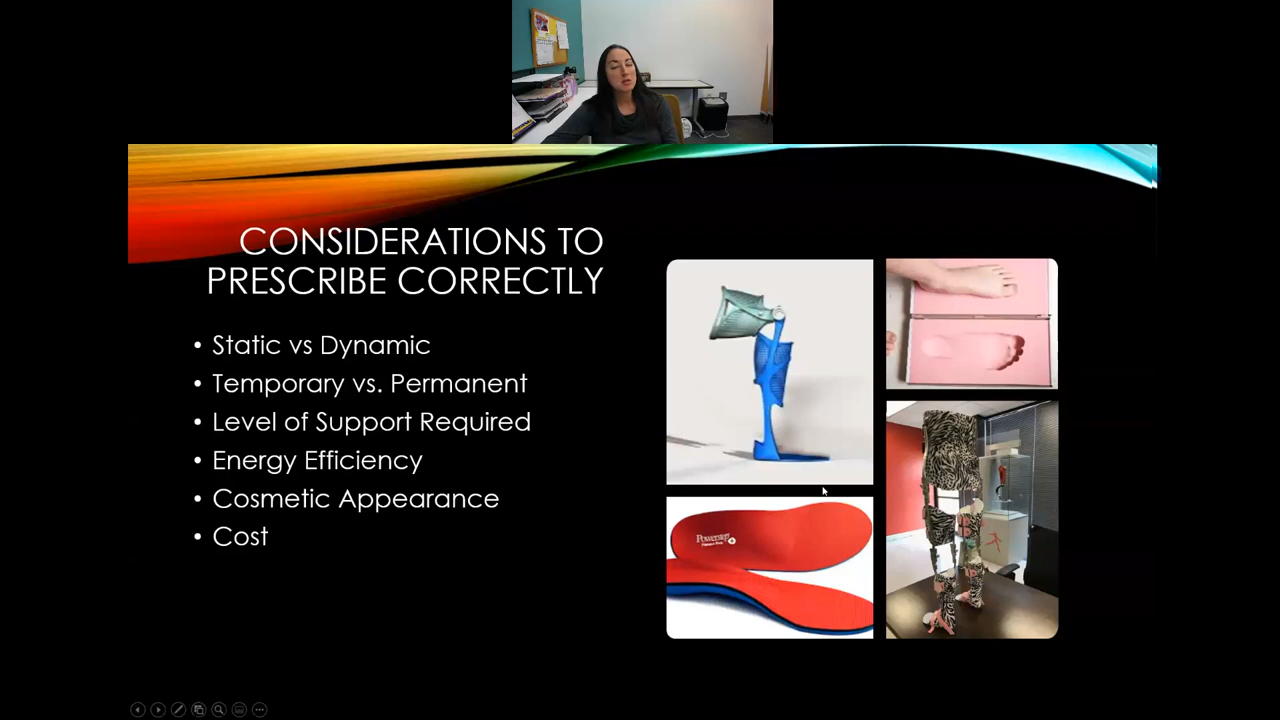 CONSIDERATIONS TO
PRESCRIBE CORRECTLY
• Static vs Dynamic
• Temporary vs. Permanent
• Level of Support Required
• Energy Efficiency
• Cosmetic Appearance
• Cost
Powerstep